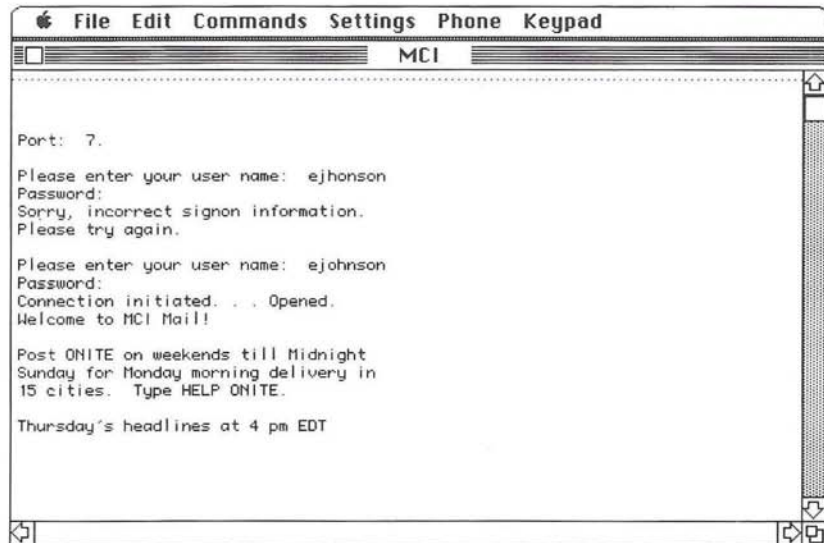 File Edit Commands Settings Phone Keypad
MCI
Port: 7.
Please enter your user name: ejhonson
Password:
Sorry, incorrect signon information.
Please try again.
Please enter your user name: ejohnson
Password:
Connection initiated. . . Opened.
Welcome to MCI Mail!
Post ONITE on weekends till Midnight
Sunday for Monday morning delivery in
15 cities. Type HELP ONITE.
Thursday's headlines at 4 pm EDT